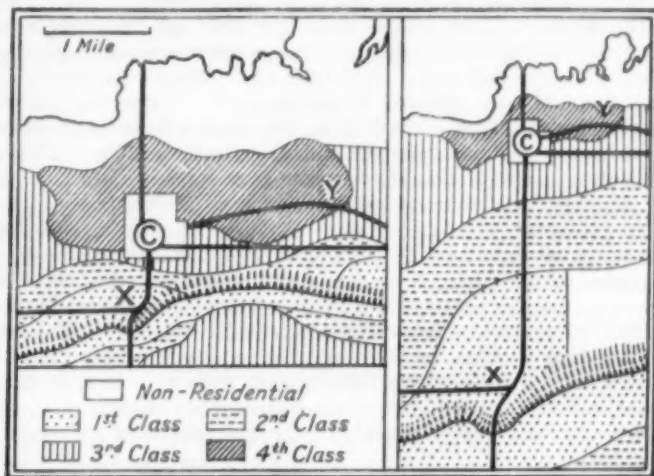 1 Mile
Y
C
X
Y
C
X
Non-Residential
1st Class
2nd Class
3rd Class
4th Class